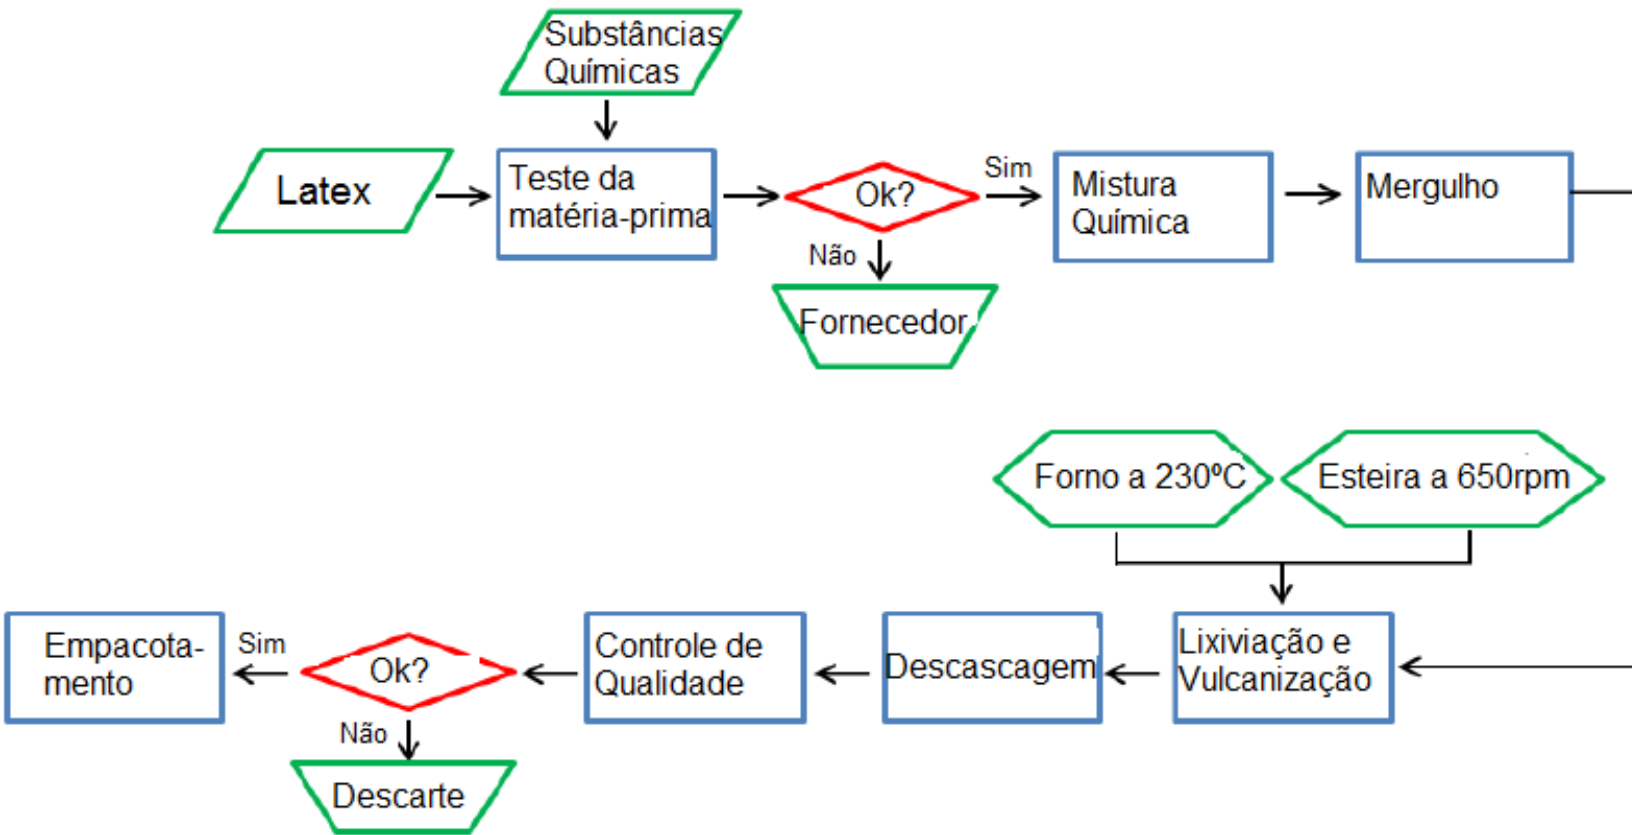 Substâncias
Químicas
Latex
Teste da
matéria-prima
Ok?
Sim
Mistura
Química
Mergulho
Não
Fornecedor
Forno a 230ºC
Esteira a 650rpm
Lixiviação e
Vulcanização
Descascagem
Controle de
Qualidade
Ok?
Sim
Empacota-
mento
Não
Descarte